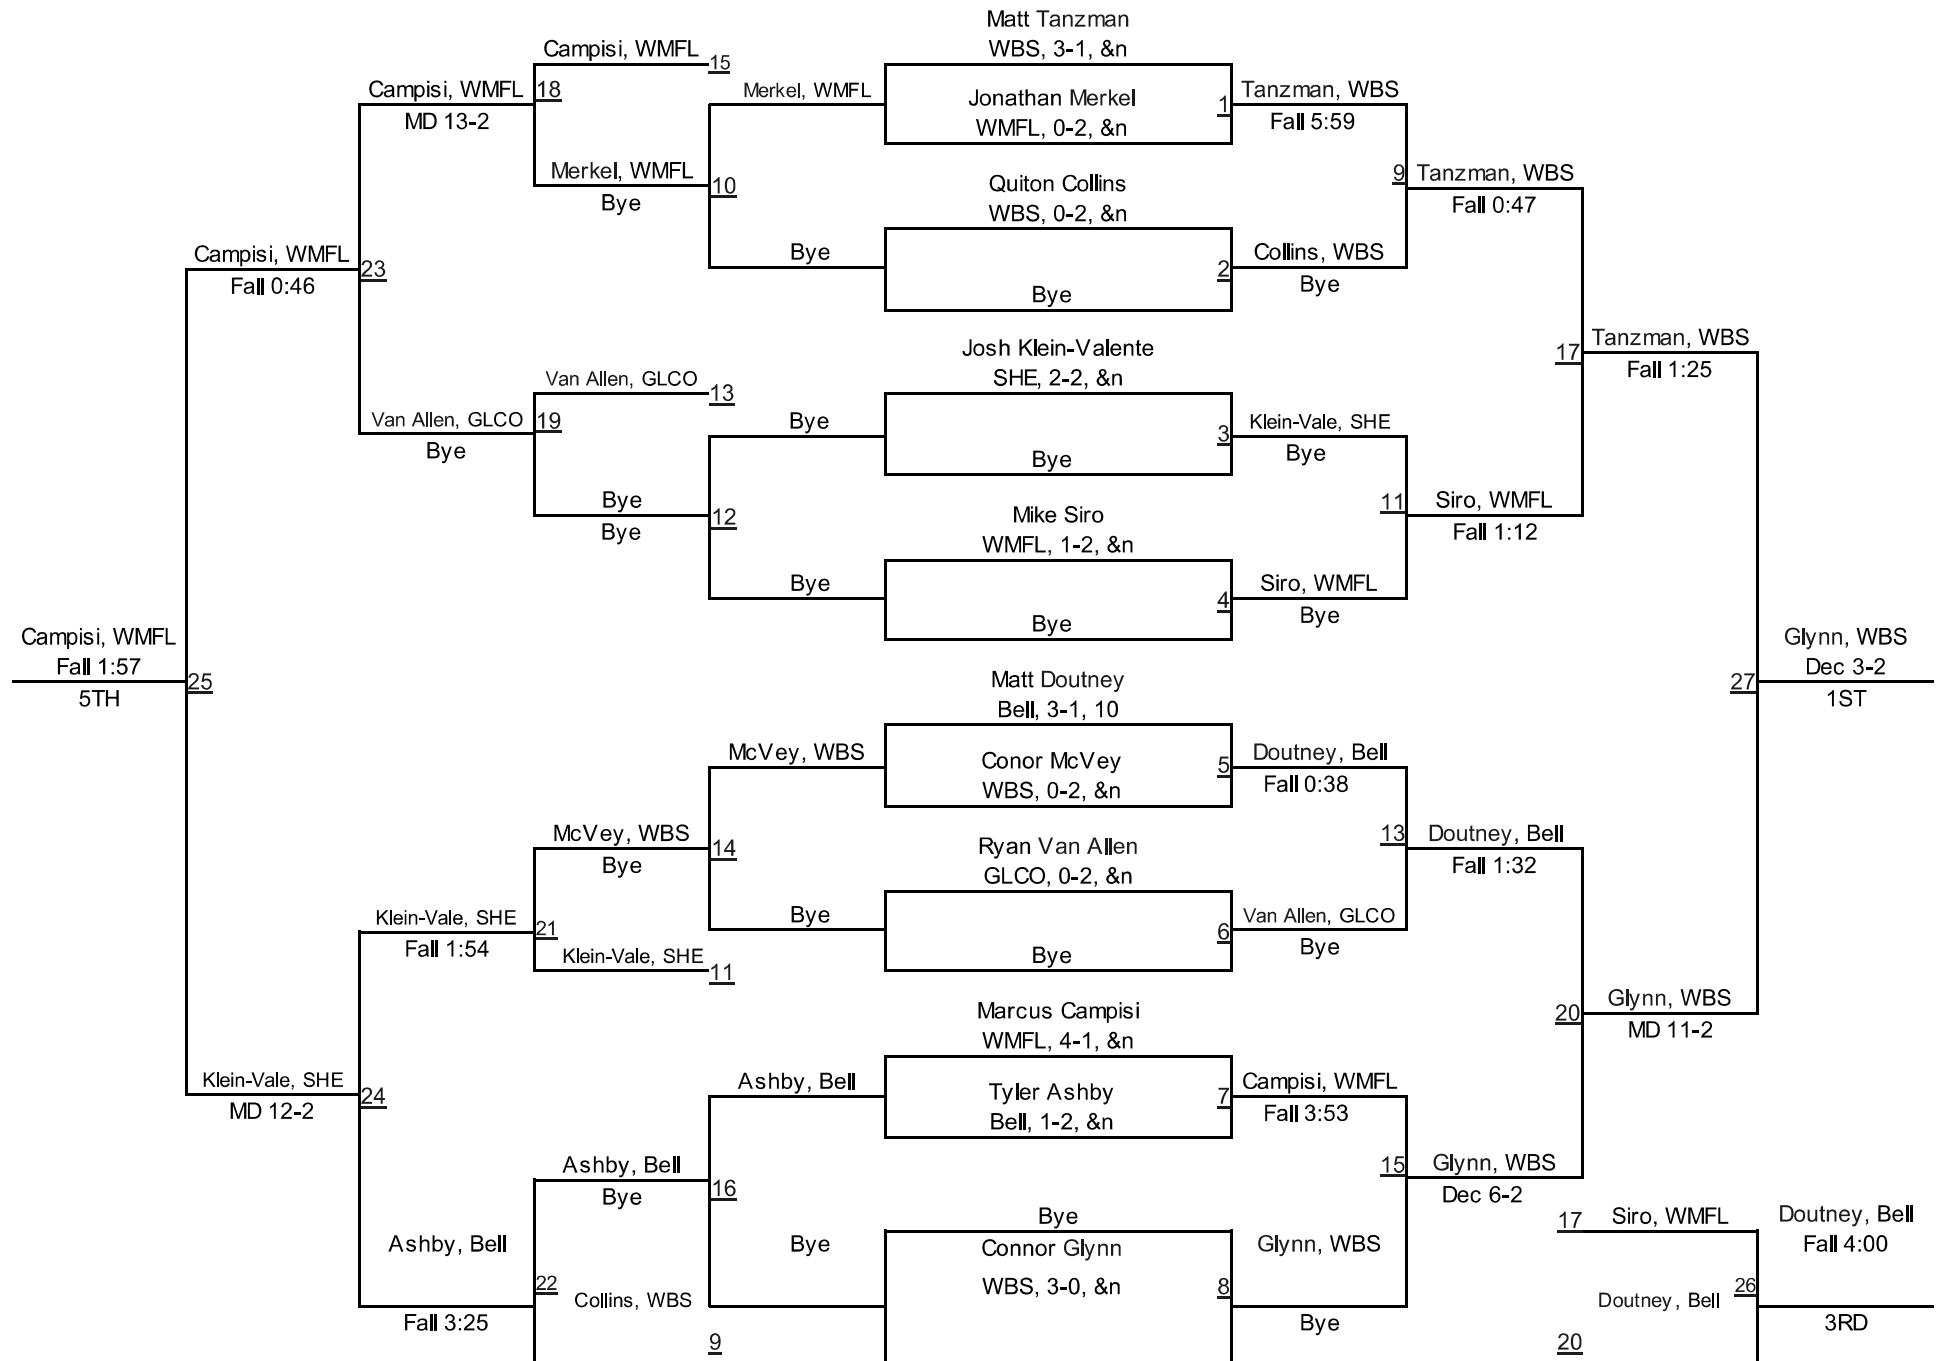 Matt Tanzman
Campisi, WMFL
WBS, 3-1, &n
15
Campisi, WMFL
18
Merkel, WMFL
Jonathan Merkel
1
Tanzman, WBS
MD 13-2
WMFL, 0-2, &n
Fall 5:59
Merkel, WMFL
10
Quiton Collins
9
Tanzman, WBS
Bye
WBS, 0-2, &n
Fall 0:47
Campisi, WMFL
23
Bye
2
Collins, WBS
Fall 0:46
Bye
Bye
Josh Klein-Valente
17
Tanzman, WBS
Van Allen, GLCO
13
SHE, 2-2, &n
Fall 1:25
Van Allen, GLCO
19
Bye
3
Klein-Vale, SHE
Bye
Bye
Bye
Bye
12
Mike Siro
11
Siro, WMFL
Bye
WMFL, 1-2, &n
Fall 1:12
Bye
4
Siro, WMFL
Bye
Bye
Campisi, WMFL
Glynn, WBS
Fall 1:57
Dec 3-2
25
Matt Doutney
27
5TH
Bell, 3-1, 10
1ST
McVey, WBS
Conor McVey
5
Doutney, Bell
WBS, 0-2, &n
Fall 0:38
McVey, WBS
14
Ryan Van Allen
13
Doutney, Bell
Bye
GLCO, 0-2, &n
Fall 1:32
Klein-Vale, SHE
21
Bye
6
Van Allen, GLCO
Fall 1:54
Klein-Vale, SHE
11
Bye
Bye
Marcus Campisi
20
Glynn, WBS
WMFL, 4-1, &n
MD 11-2
Klein-Vale, SHE
24
Ashby, Bell
Tyler Ashby
7
Campisi, WMFL
MD 12-2
Bell, 1-2, &n
Fall 3:53
Ashby, Bell
16
15
Glynn, WBS
Bye
Dec 6-2
Bye
17
Siro, WMFL
Doutney, Bell
Ashby, Bell
Bye
Connor Glynn
Glynn, WBS
Fall 4:00
22
Collins, WBS
WBS, 3-0, &n
8
Doutney, Bell
26
Fall 3:25
Bye
3RD
9
20